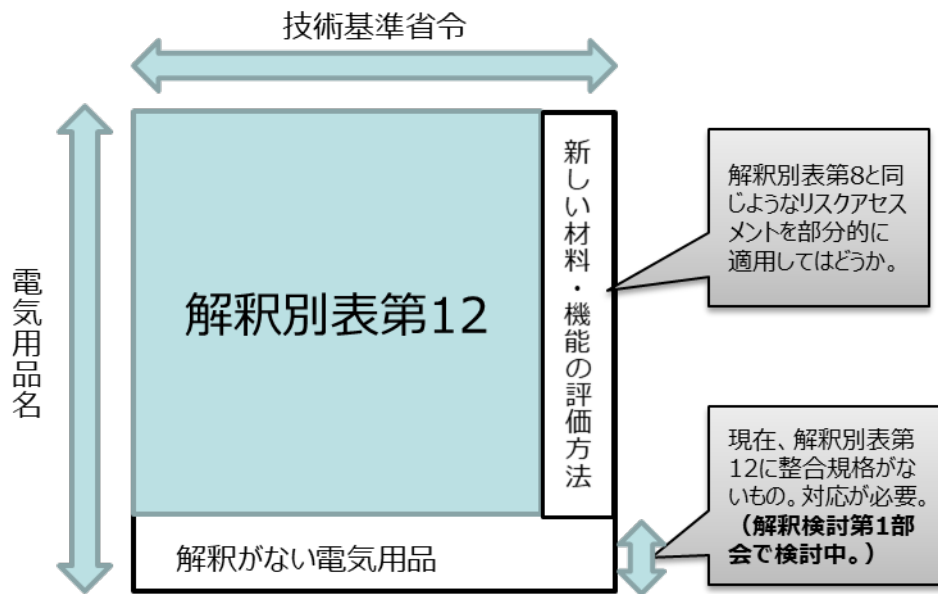 技術基準省令
電気用品名
解釈別表第12
新しい材料・機能の評価方法
解釈がない電気用品
解釈別表第8と同
じようなリスクアセス
メントを部分的に
適用してはどうか。
現在、解釈別表第
12に整合規格がな
いもの。対応が必要。
（解釈検討第1部
会で検討中。）